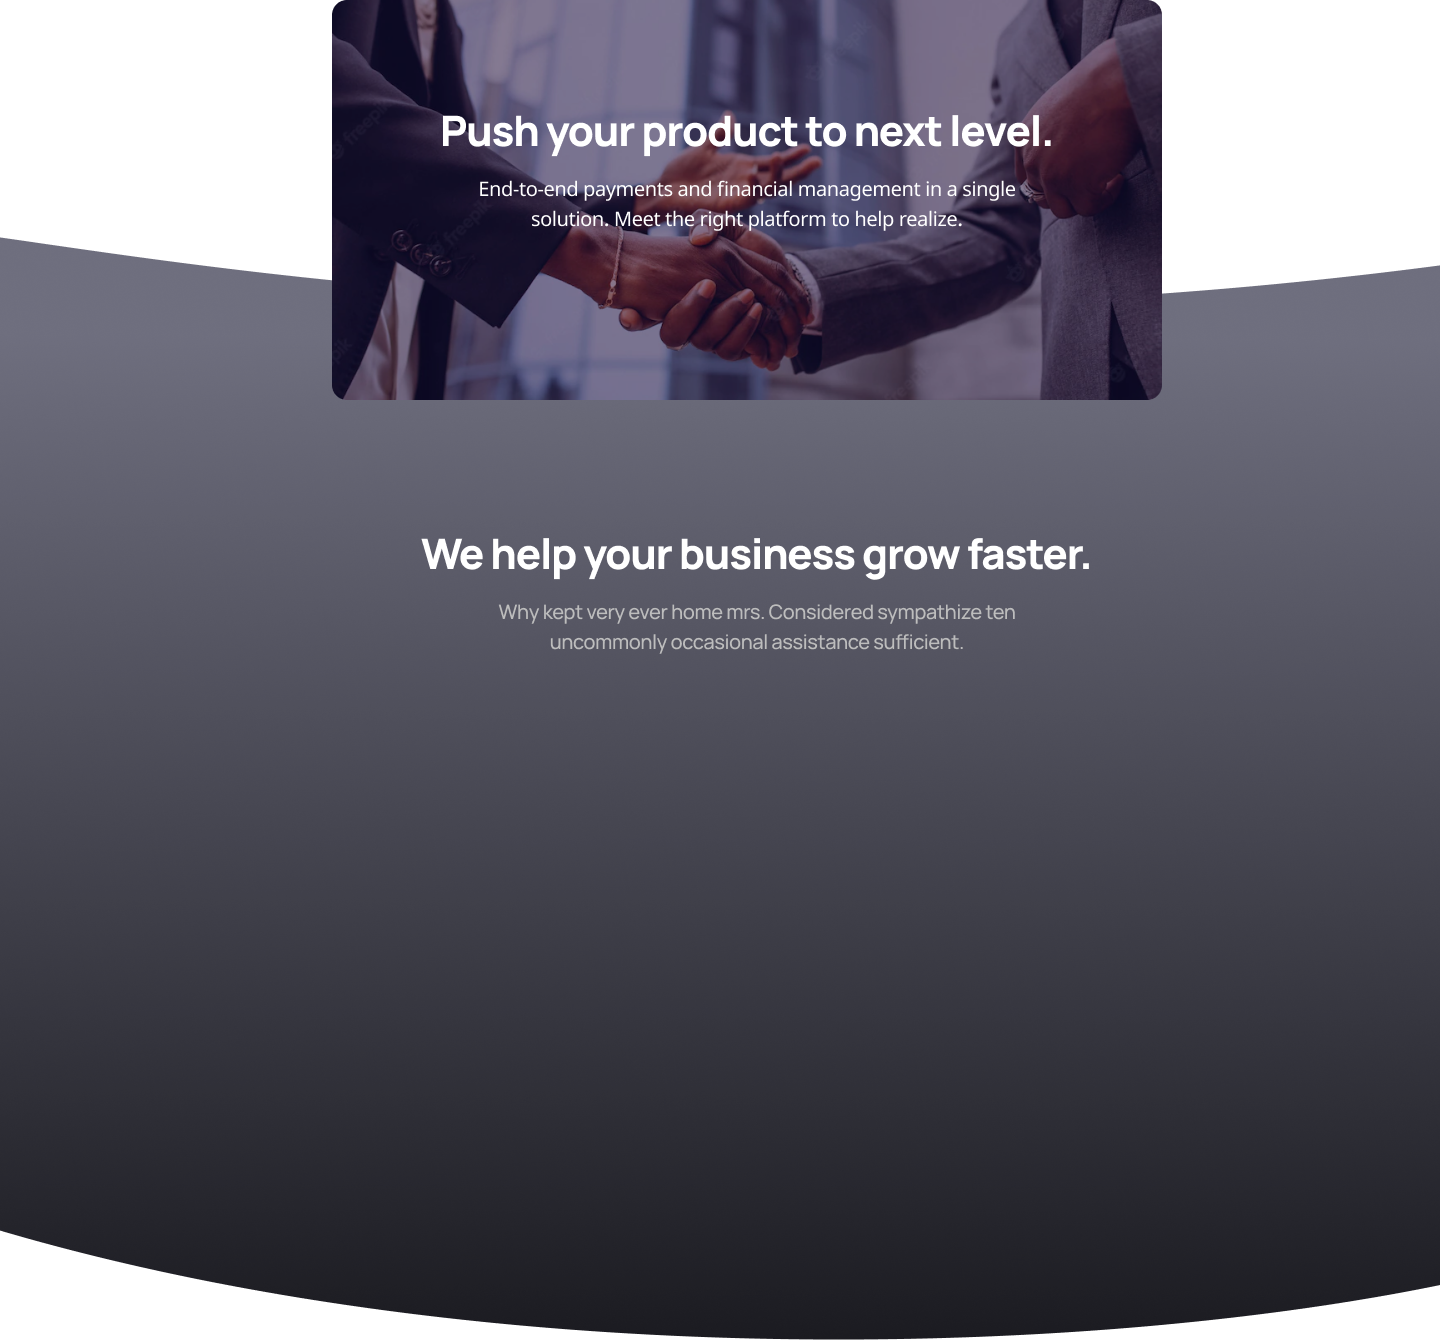 Push your product to next level.
End-to-end payments and financial management in a single
solution. Meet the right platform to help realize.
We help your business grow faster.
Why kept very ever home mrs. Considered sympathize ten
uncommonly occasional assistance sufficient.